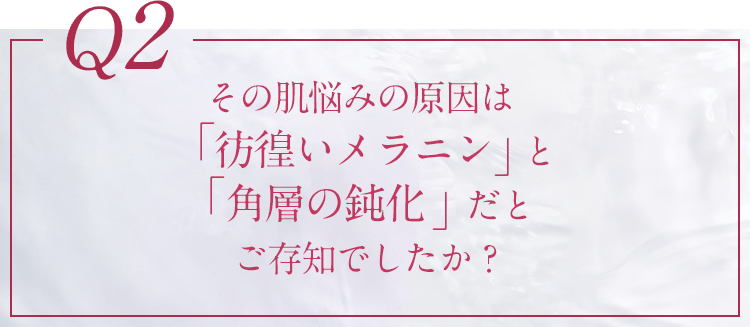 Q2
その肌悩みの原因は
「彷徨いメラニン」と
「角層の鈍化」だと
ご存知でしたか？